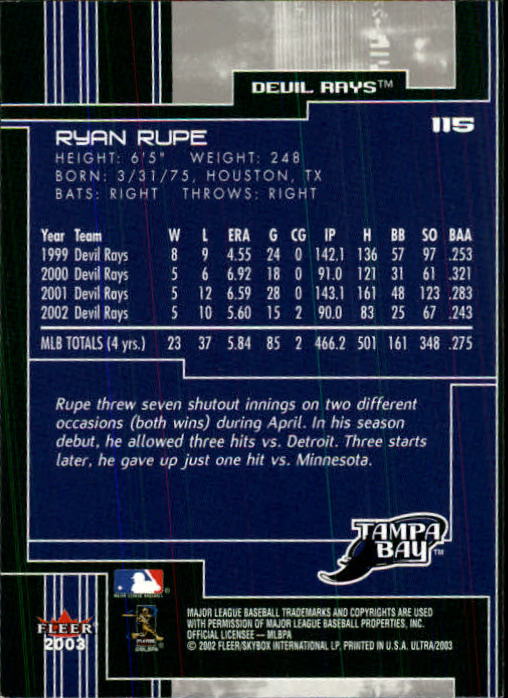 DEVIL RAYS™
115
RYAN RUPE
HEIGHT: 6'5" WEIGHT: 248
BORN: 3/31/75, HOUSTON, TX
BATS: RIGHT THROWS: RIGHT
Year Team W L ERA G CG IP H BB SO BAA
1999 Devil Rays 8 9 4.55 24 0 142.1 136 57 97 .253
2000 Devil Rays 5 6 6.92 18 0 91.0 121 31 61 .321
2001 Devil Rays 5 12 6.59 28 0 143.1 161 48 123 .283
2002 Devil Rays 5 10 5.60 15 2 90.0 83 25 67 .243
MLB TOTALS (4 yrs.) 23 37 5.84 85 2 466.2 501 161 348 .275
Rupe threw seven shutout innings on two different
occasions (both wins) during April. In his season
debut, he allowed three hits vs. Detroit. Three starts
later, he gave up just one hit vs. Minnesota.
TAMPA
BAY™
MAJOR LEAGUE BASEBALL
FLEER
2003
MAJOR LEAGUE BASEBALL TRADEMARKS AND COPYRIGHTS ARE USED
WITH PERMISSION OF MAJOR LEAGUE BASEBALL PROPERTIES, INC.
OFFICIAL LICENSEE — MLBPA
© 2002 FLEER/SKYBOX INTERNATIONAL LP, PRINTED IN U.S.A. ULTRA/2003